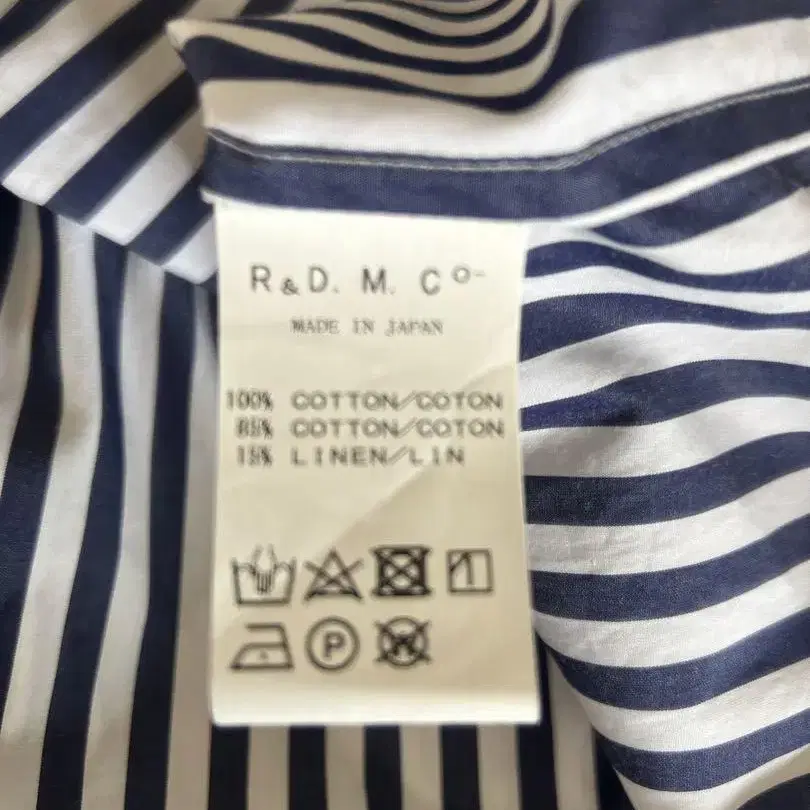 R & D. M. Co-
MADE IN JAPAN
100% COTTON/COTON
85% COTTON/COTON
15% LINEN/LIN
P
W